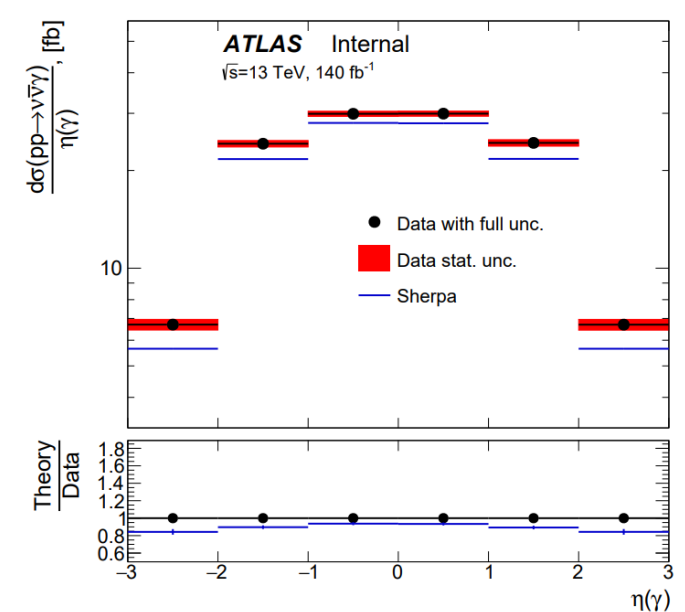 ATLAS Internal
√s=13 TeV, 140 fb⁻¹
dσ(pp→νν̅γ)
η(γ)
, [fb]
10
Data with full unc.
Data stat. unc.
Sherpa
Theory
Data
1.8
1.6
1.4
1.2
1
0.8
0.6
−3 −2 −1 0 1 2 3
η(γ)